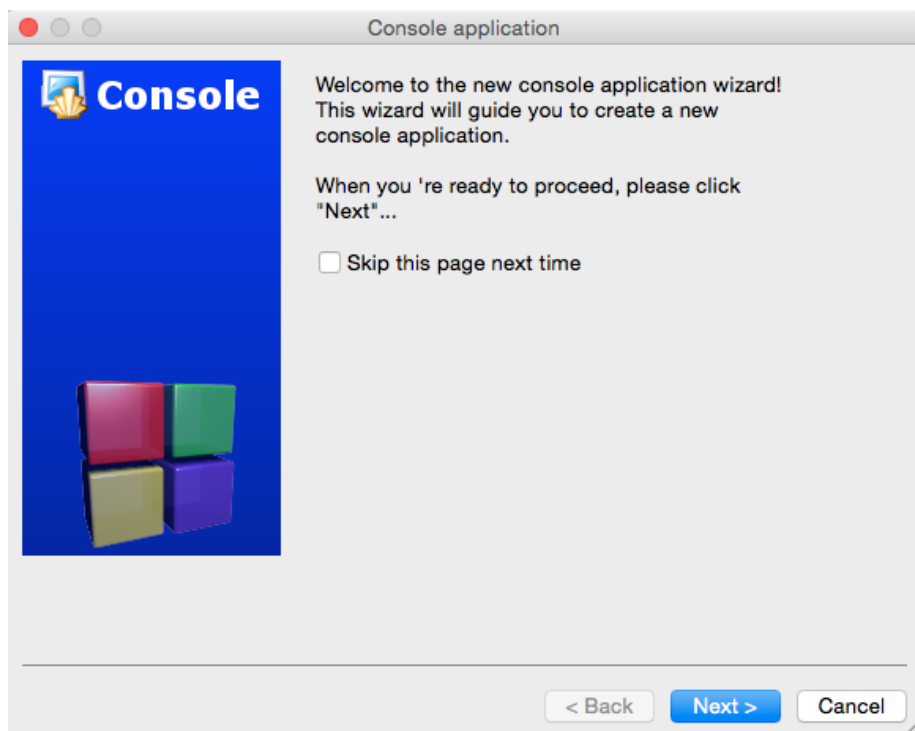 Console application
Console
Welcome to the new console application wizard!
This wizard will guide you to create a new
console application.
When you 're ready to proceed, please click
"Next"...
Skip this page next time
< Back
Next >
Cancel